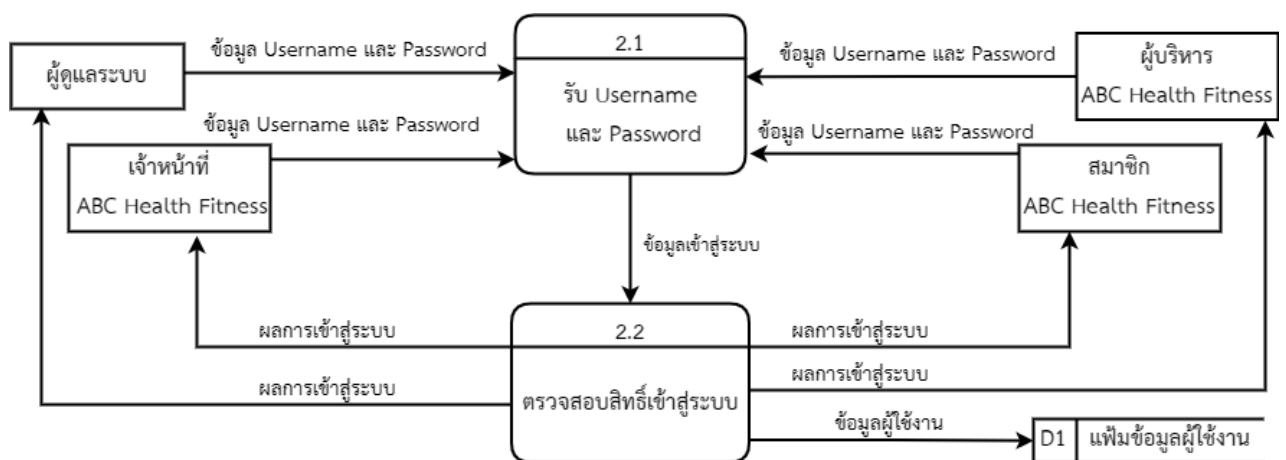 2.1
ข้อมูล Username และ Password
ข้อมูล Username และ Password
ผู้ดูแลระบบ
รับ Username
และ Password
ผู้บริหาร
ABC Health Fitness
ข้อมูล Username และ Password
ข้อมูล Username และ Password
เจ้าหน้าที่
ABC Health Fitness
สมาชิก
ABC Health Fitness
ข้อมูลเข้าสู่ระบบ
ผลการเข้าสู่ระบบ
2.2
ผลการเข้าสู่ระบบ
ผลการเข้าสู่ระบบ
ตรวจสอบสิทธิ์เข้าสู่ระบบ
ผลการเข้าสู่ระบบ
ข้อมูลผู้ใช้งาน
D1 แฟ้มข้อมูลผู้ใช้งาน